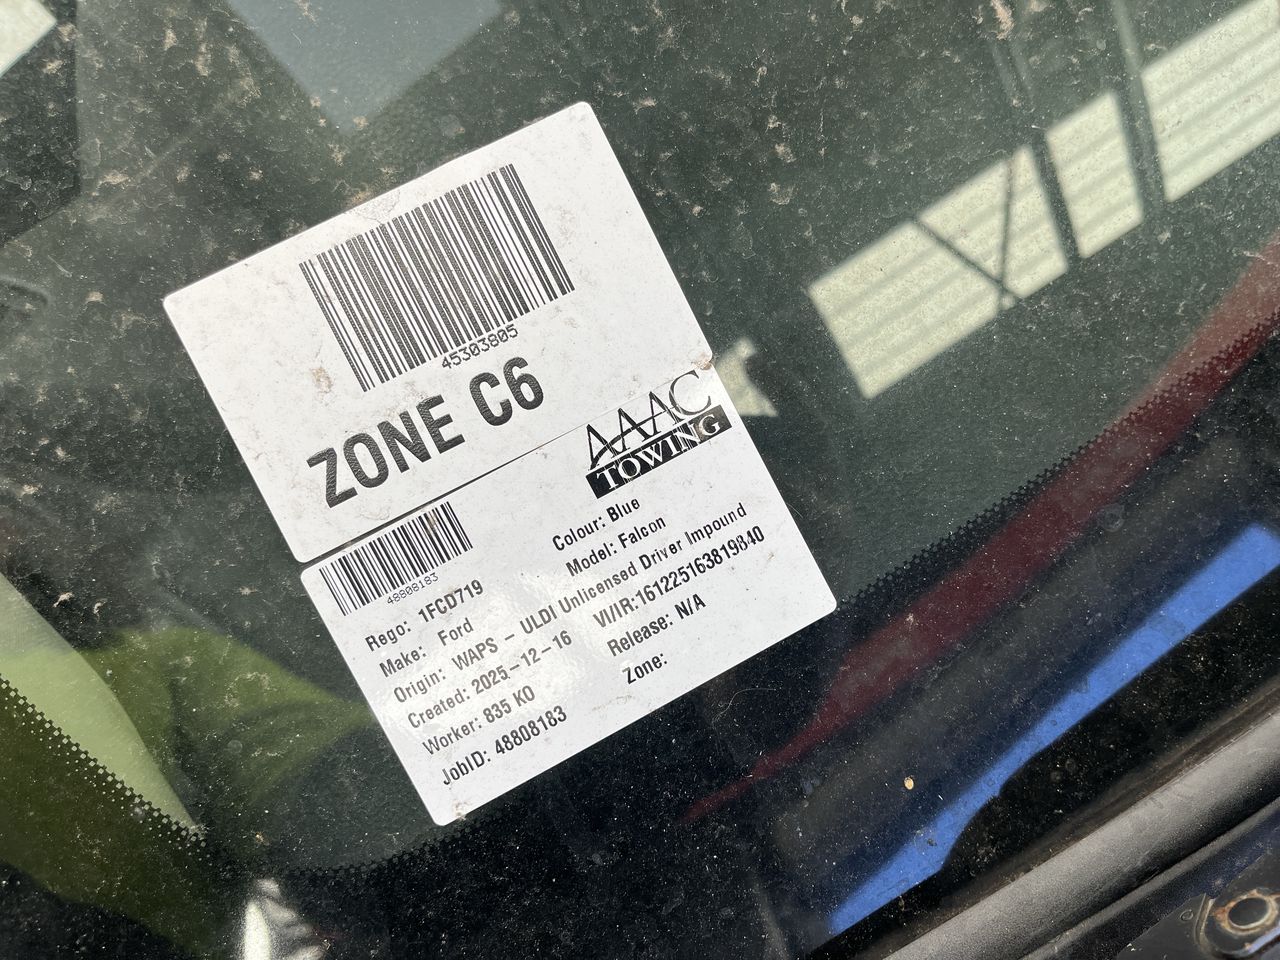 45303805
ZONE C6
AAAC
TOWING
48808183
Rego: 1FCD719
Colour: Blue
Make: Ford
Model: Falcon
Origin: WAPS - ULDI Unlicensed Driver Impound
Created: 2025-12-16
VI/IR:161225163819840
Worker: 835 KO
Release: N/A
JobID: 48808183
Zone: